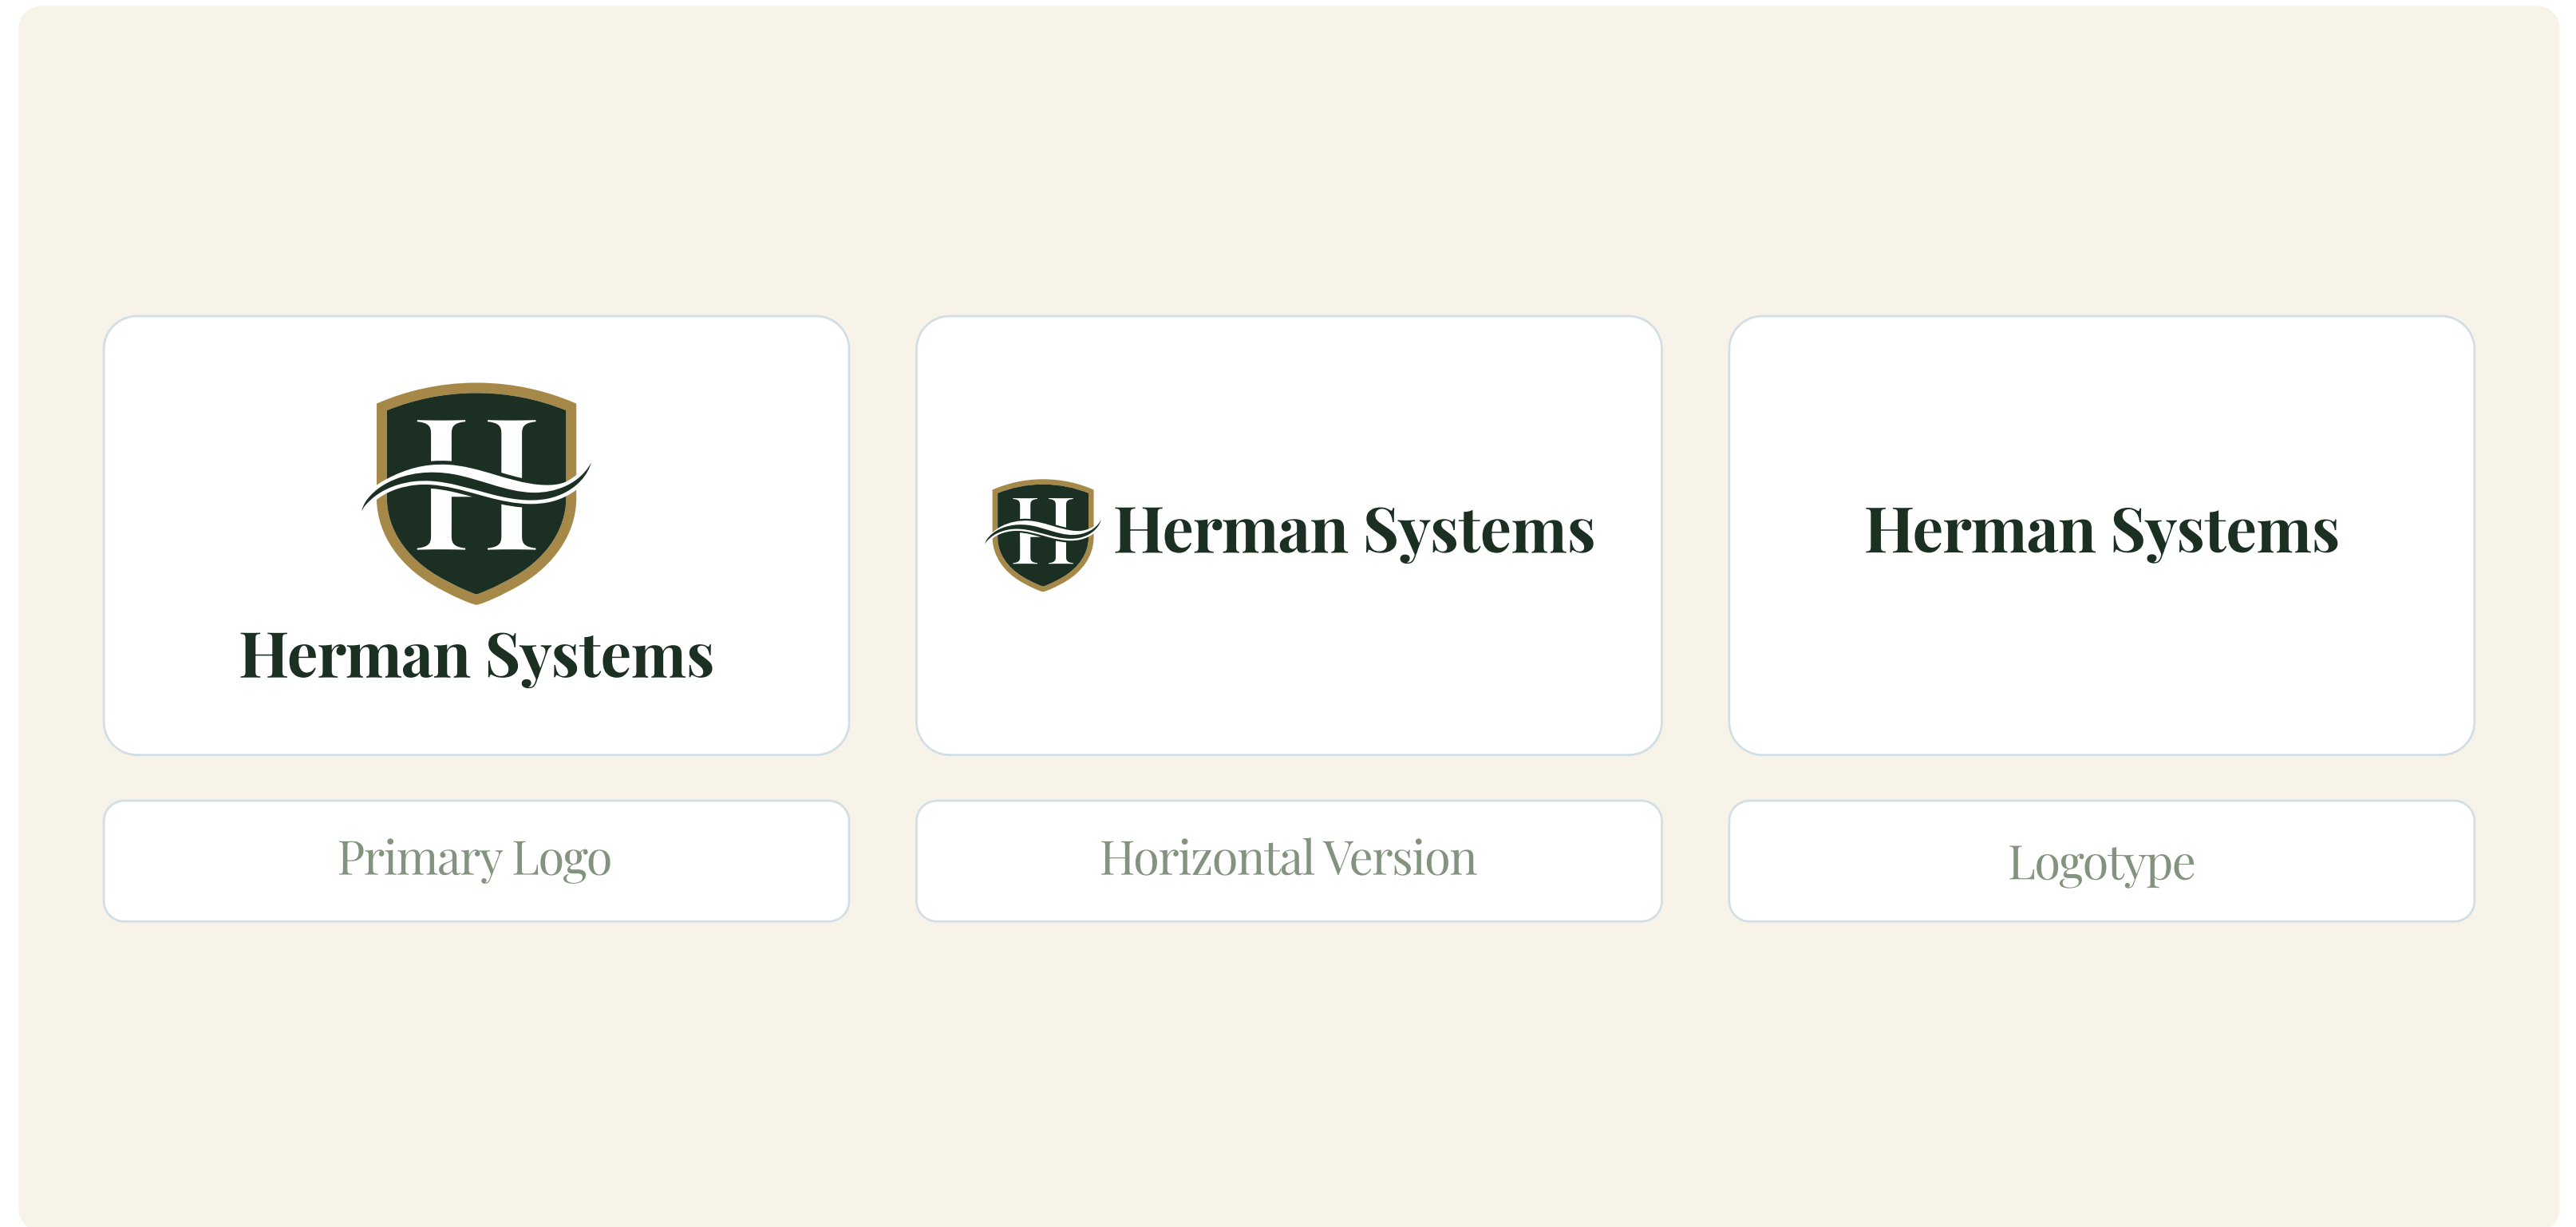 H
Herman Systems
H
Herman Systems
Herman Systems
Primary Logo
Horizontal Version
Logotype